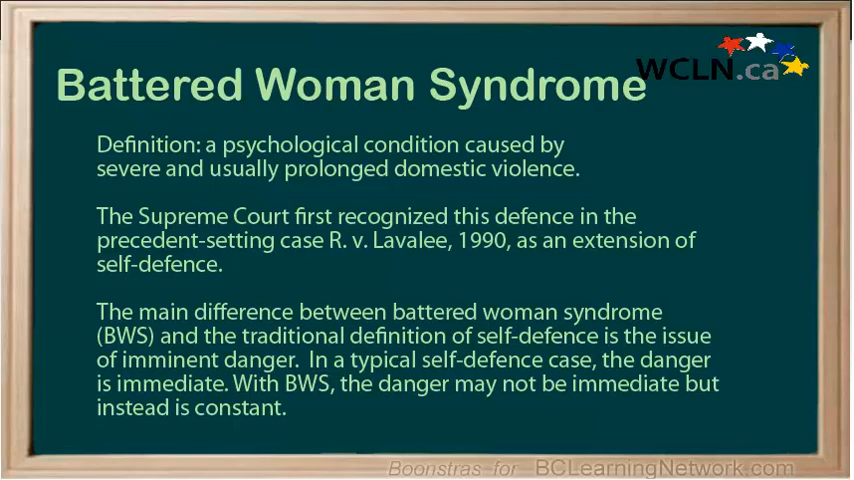 WCLN.ca
Battered Woman Syndrome
Definition: a psychological condition caused by
severe and usually prolonged domestic violence.
The Supreme Court first recognized this defence in the
precedent-setting case R. v. Lavalee, 1990, as an extension of
self-defence.
The main difference between battered woman syndrome
(BWS) and the traditional definition of self-defence is the issue
of imminent danger.  In a typical self-defence case, the danger
is immediate. With BWS, the danger may not be immediate but
instead is constant.
Boonstras for BCLearningNetwork.com